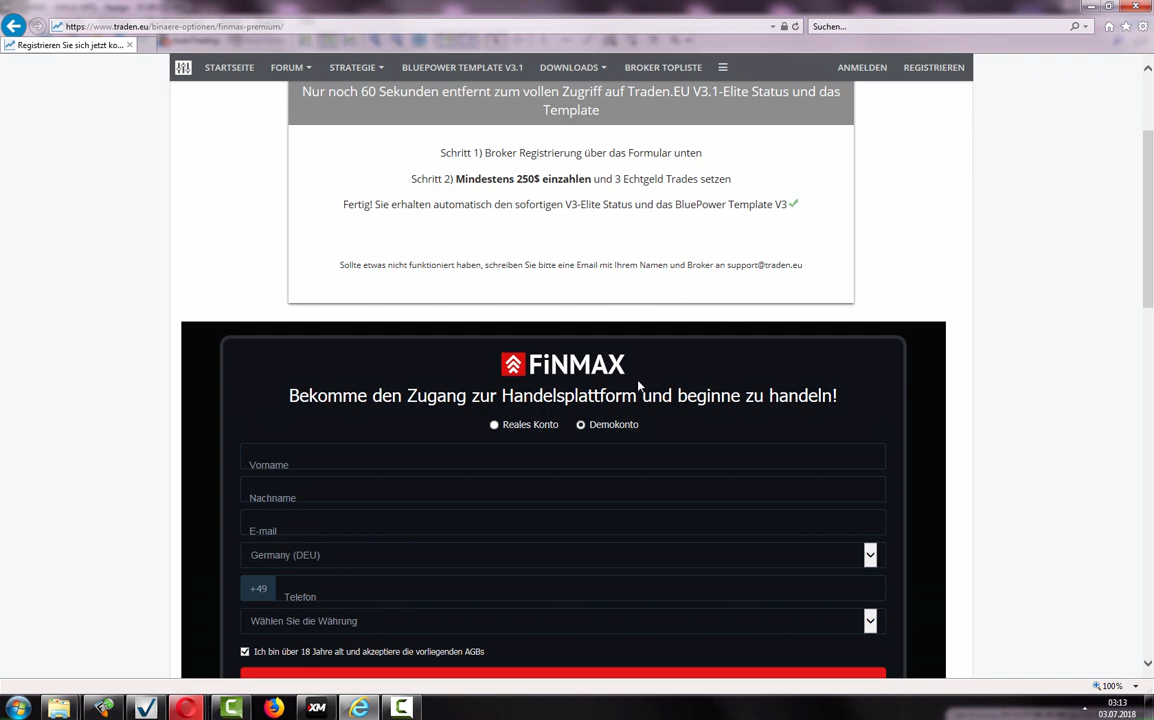 https://www.traden.eu/binaere-optionen/finmax-premium/
Suchen...
Registrieren Sie sich jetzt ko...
STARTSEITE
FORUM
STRATEGIE
BLUEPOWER TEMPLATE V3.1
DOWNLOADS
BROKER TOPLISTE
ANMELDEN
REGISTRIEREN
Nur noch 60 Sekunden entfernt zum vollen Zugriff auf Traden.EU V3.1-Elite Status und das
Template
Schritt 1) Broker Registrierung über das Formular unten
Schritt 2) Mindestens 250$ einzahlen und 3 Echtgeld Trades setzen
Fertig! Sie erhalten automatisch den sofortigen V3-Elite Status und das BluePower Template V3
Sollte etwas nicht funktioniert haben, schreiben Sie bitte eine Email mit Ihrem Namen und Broker an support@traden.eu
FiNMAX
Bekomme den Zugang zur Handelsplattform und beginne zu handeln!
Reales Konto
Demokonto
Vorname
Nachname
E-mail
Germany (DEU)
+49
Telefon
Wählen Sie die Währung
Ich bin über 18 Jahre alt und akzeptiere die vorliegenden AGBs
100%
XM
03:13
03.07.2018